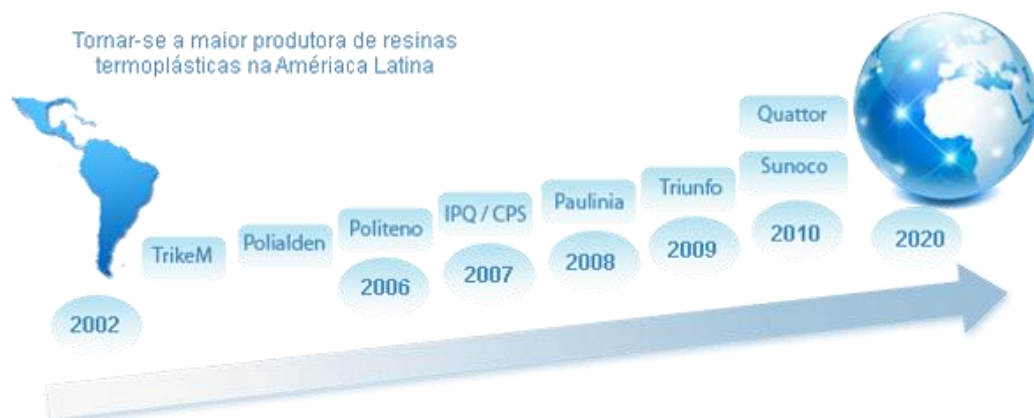 Tornar-se a maior produtora de resinas
termoplásticas na Amériaca Latina
Quattor
Sunoco
Triunfo
Paulinia
IPQ / CPS
Politeno
Polialden
TrikeM
2002
2006
2007
2008
2009
2010
2020